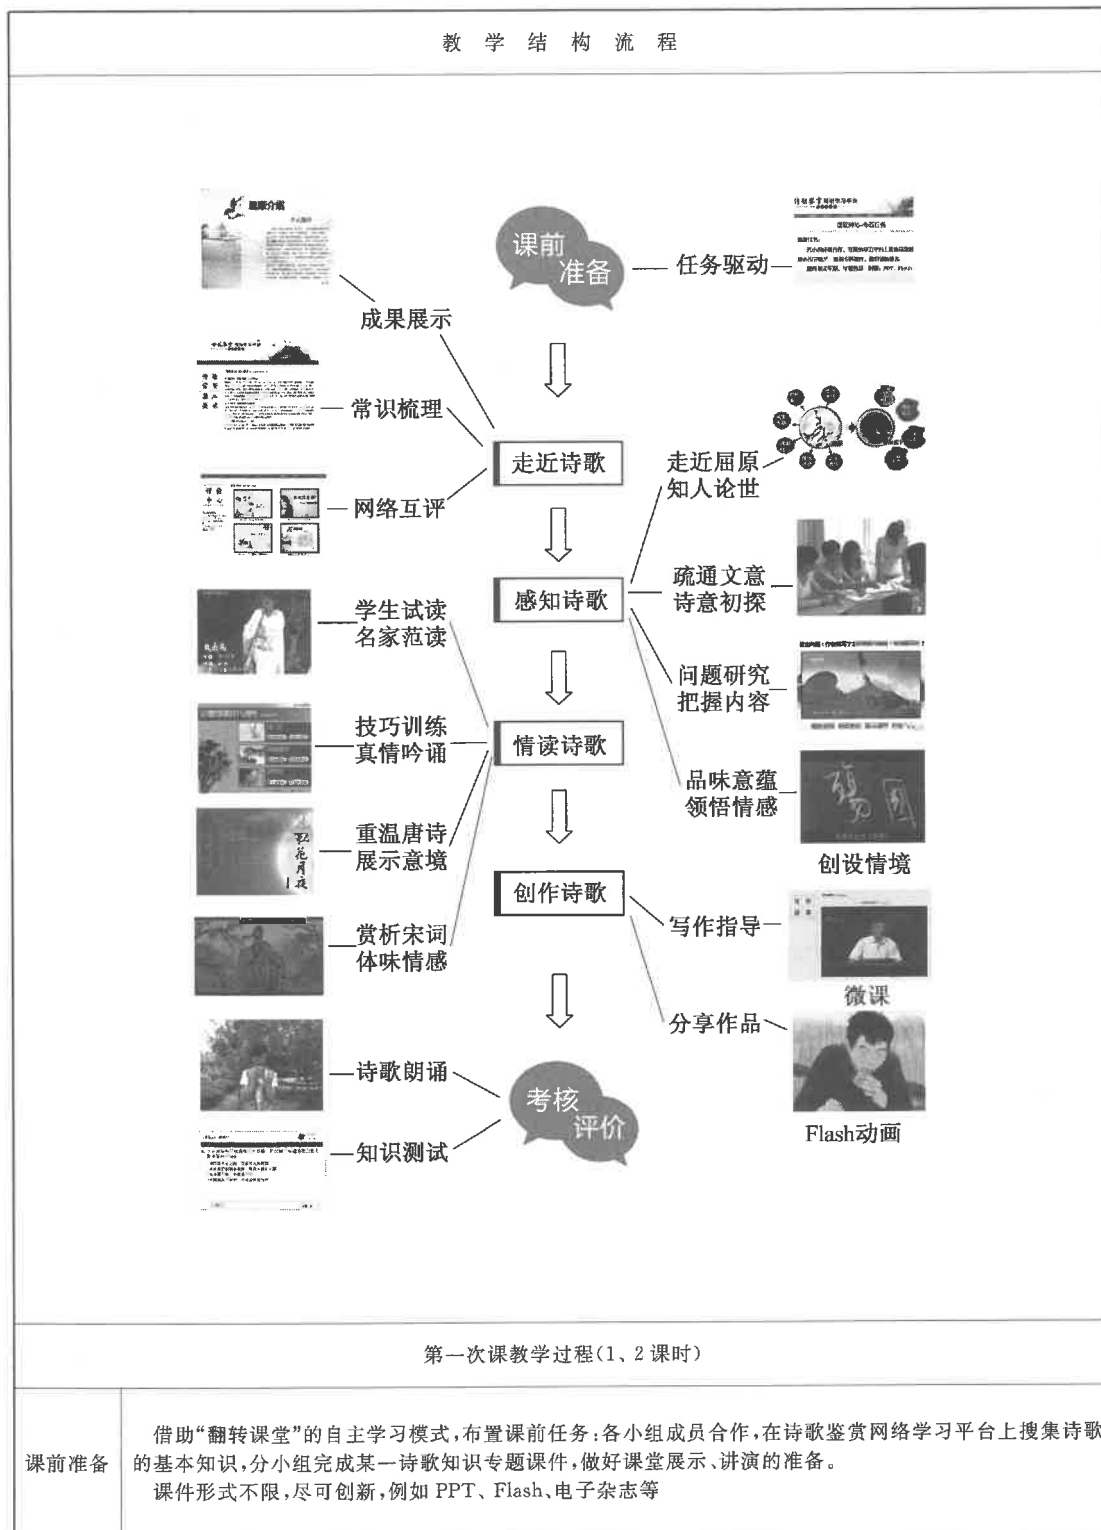 教学结构流程
课前
准备
任务驱动
成果展示
常识梳理
走近诗歌
网络互评
走近屈原
知人论世
感知诗歌
疏通文意
诗意初探
学生试读
名家范读
问题研究
把握内容
技巧训练
真情吟诵
情读诗歌
品味意蕴
领悟情感
重温唐诗
展示意境
创设情境
创作诗歌
写作指导
赏析宋词
体味情感
微课
分享作品
诗歌朗诵
考核
评价
Flash动画
知识测试
第一次课教学过程(1、2课时)
课前准备
借助“翻转课堂”的自主学习模式,布置课前任务:各小组成员合作,在诗歌鉴赏网络学习平台上搜集诗歌
的基本知识,分小组完成某一诗歌知识专题课件,做好课堂展示、讲演的准备。
课件形式不限,尽可创新,例如 PPT、Flash、电子杂志等